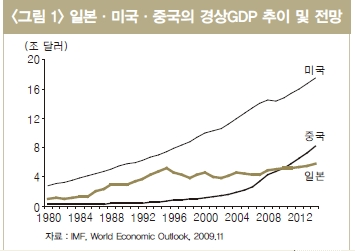 <그림 1> 일본 · 미국 · 중국의 경상GDP 추이 및 전망
(조 달러)
20
16
12
8
4
0
미국
중국
일본
1980 1984 1988 1992 1996 2000 2004 2008 2012
자료 : IMF, World Economic Outlook, 2009.11